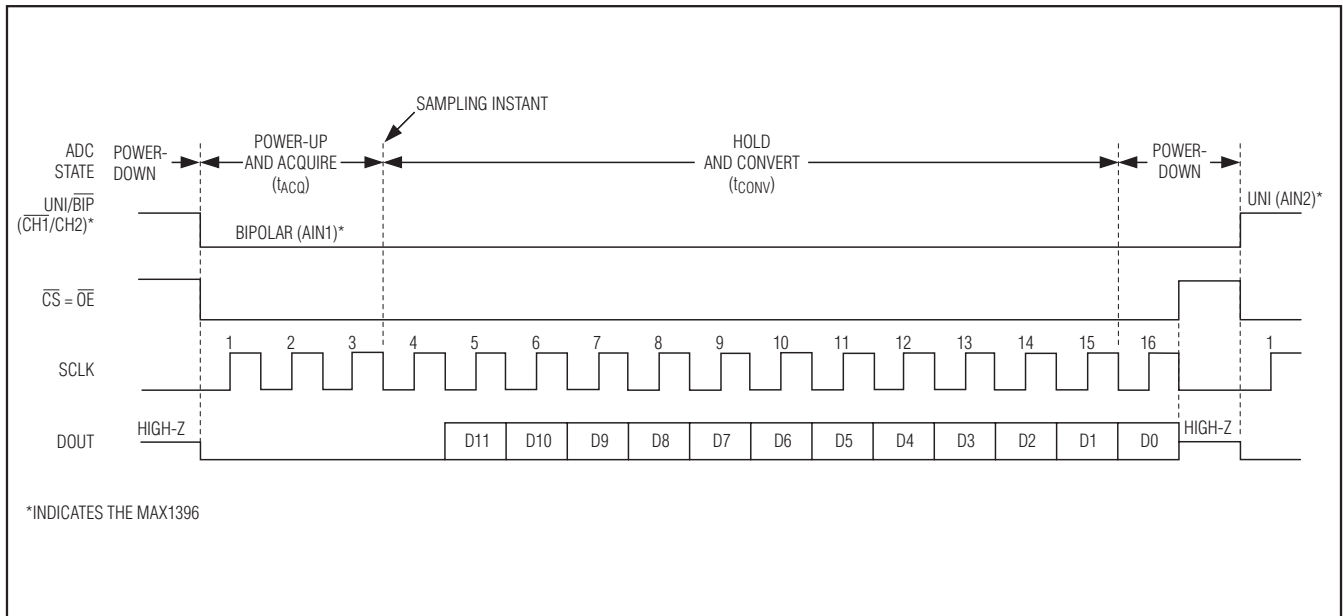 SAMPLING INSTANT
ADC STATE
POWER-DOWN
POWER-UP
AND ACQUIRE
(tACQ)
HOLD
AND CONVERT
(tCONV)
POWER-
DOWN
UNI/BIP
(CH1/CH2)*
BIPOLAR (AIN1)*
UNI (AIN2)*
CS = OE
SCLK
1 2 3 4 5 6 7 8 9 10 11 12 13 14 15 16 1
DOUT
HIGH-Z
D11 D10 D9 D8 D7 D6 D5 D4 D3 D2 D1 D0
HIGH-Z
*INDICATES THE MAX1396